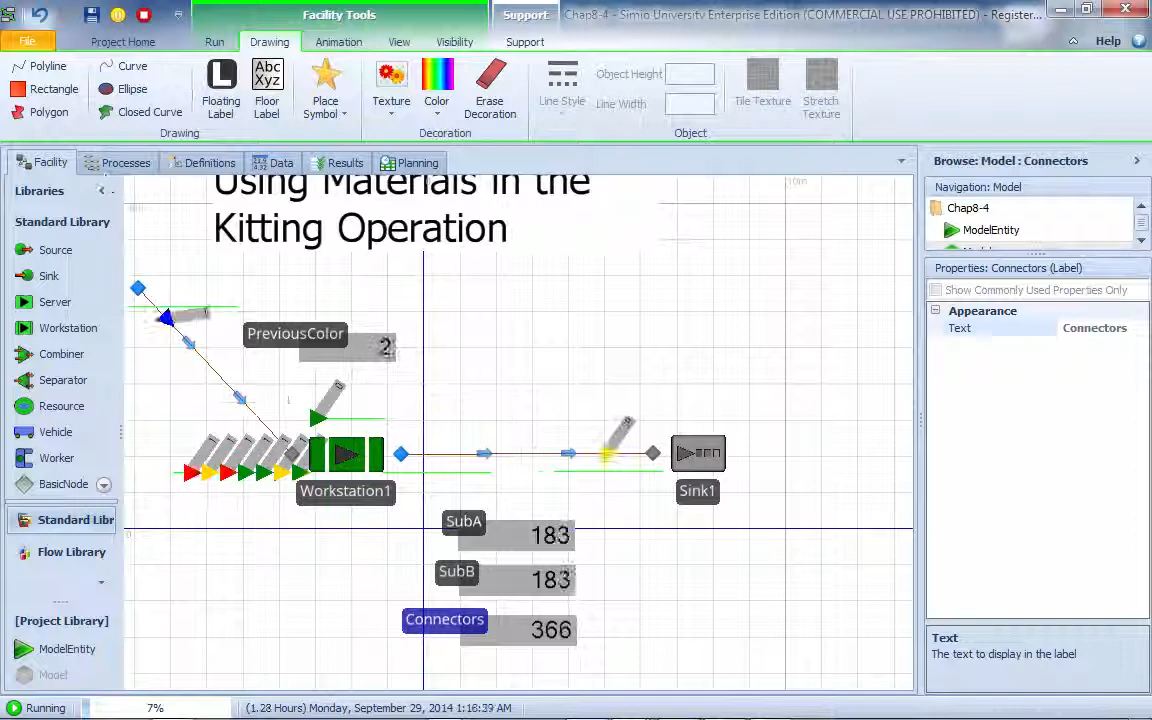 Facility Tools
Support
Chap8-4 - Simio University Enterprise Edition (COMMERCIAL USE PROHIBITED) - Register...
File
Project Home
Run
Drawing
Animation
View
Visibility
Support
Help
Polyline
Rectangle
Polygon
Curve
Ellipse
Closed Curve
Abc
Xyz
Floating
Label
Floor
Label
Place
Symbol
Texture
Color
Erase
Decoration
Line Style
Object Height
Line Width
Tile Texture
Stretch
Texture
Drawing
Decoration
Object
Facility
Processes
Definitions
Data
Results
Planning
Browse: Model : Connectors
Libraries
Standard Library
Source
Sink
Server
Workstation
Combiner
Separator
Resource
Vehicle
Worker
BasicNode
Standard Libr
Flow Library
[Project Library]
ModelEntity
Model
Using Materials in the
Kitting Operation
10m
PreviousColor
2
Workstation1
Sink1
0
SubA
183
SubB
183
Connectors
366
Navigation: Model
Chap8-4
ModelEntity
Properties: Connectors (Label)
Show Commonly Used Properties Only
Appearance
Text
Connectors
Text
The text to display in the label
Running
7%
(1.28 Hours) Monday, September 29, 2014 1:16:39 AM